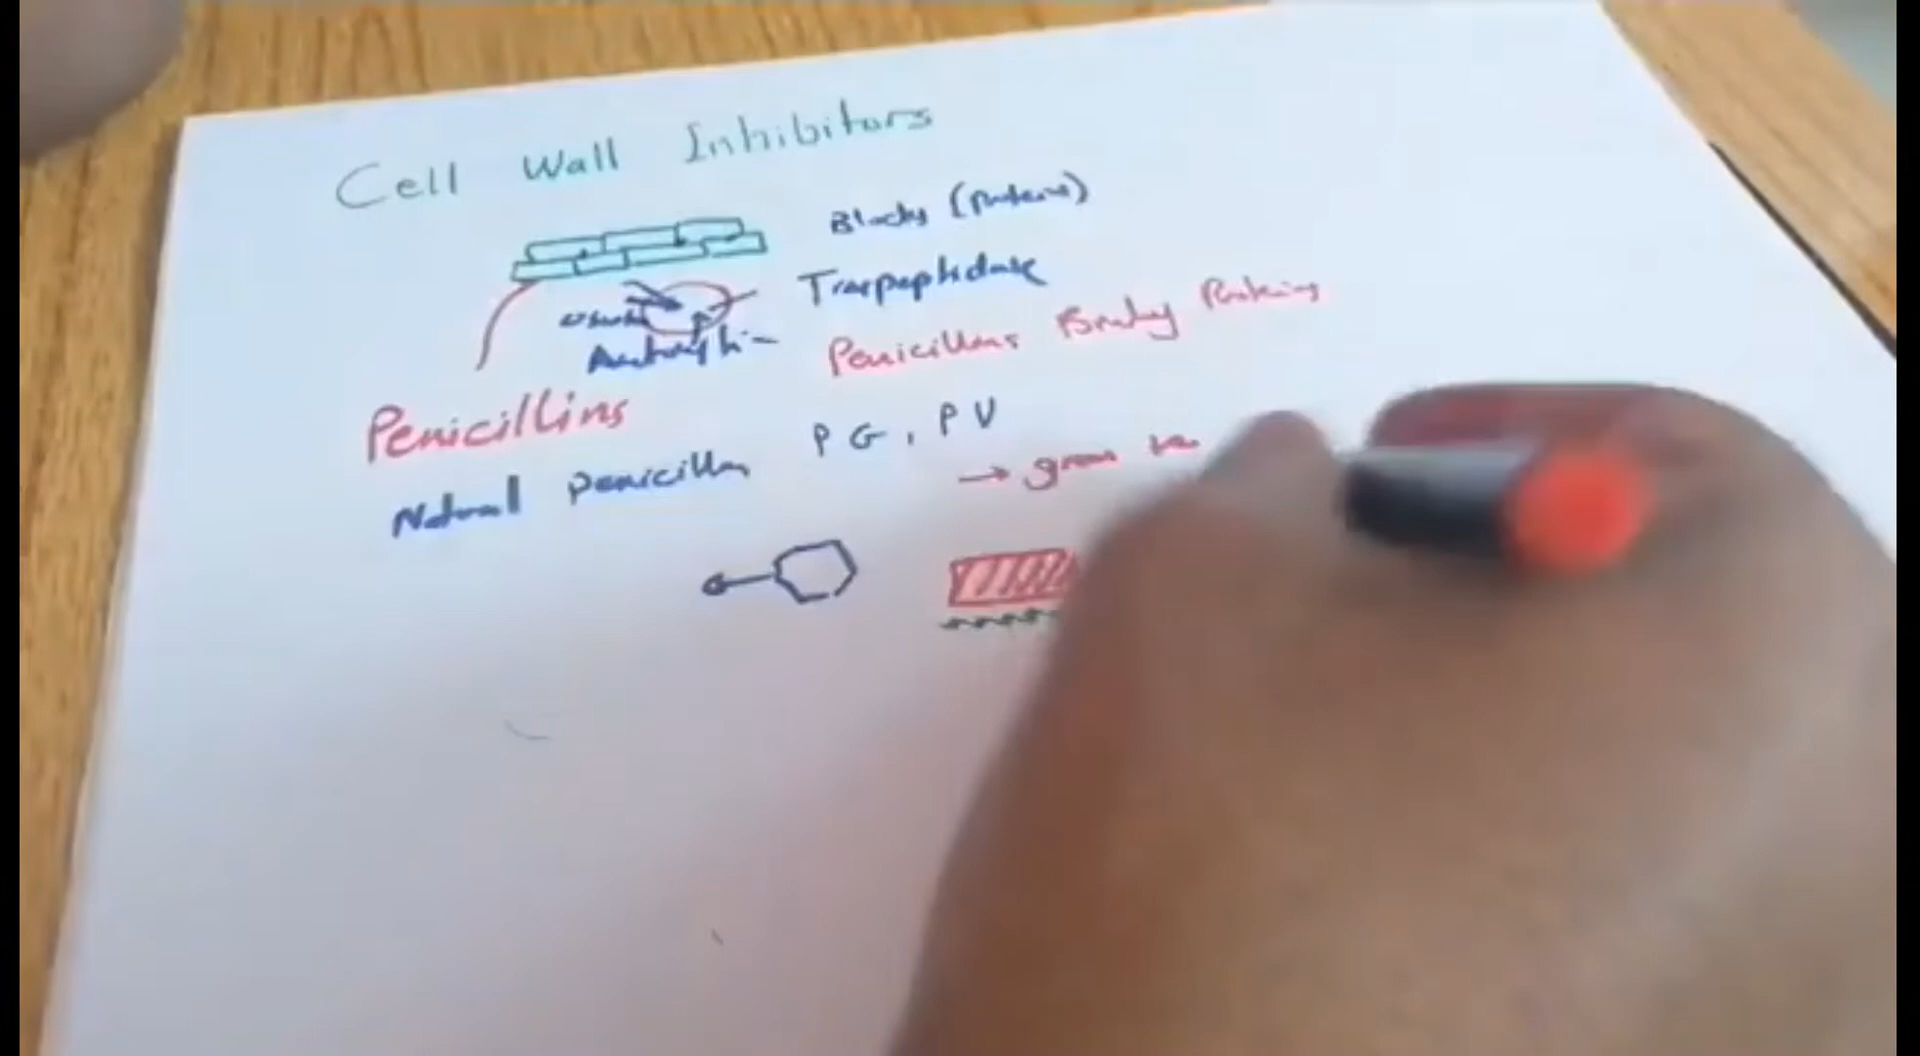 Cell Wall Inhibitors
Blocks (proteins)
Transpeptidase
Penicillins Binding Proteins
Penicillins
Natural penicillin PG, PV
→ gram